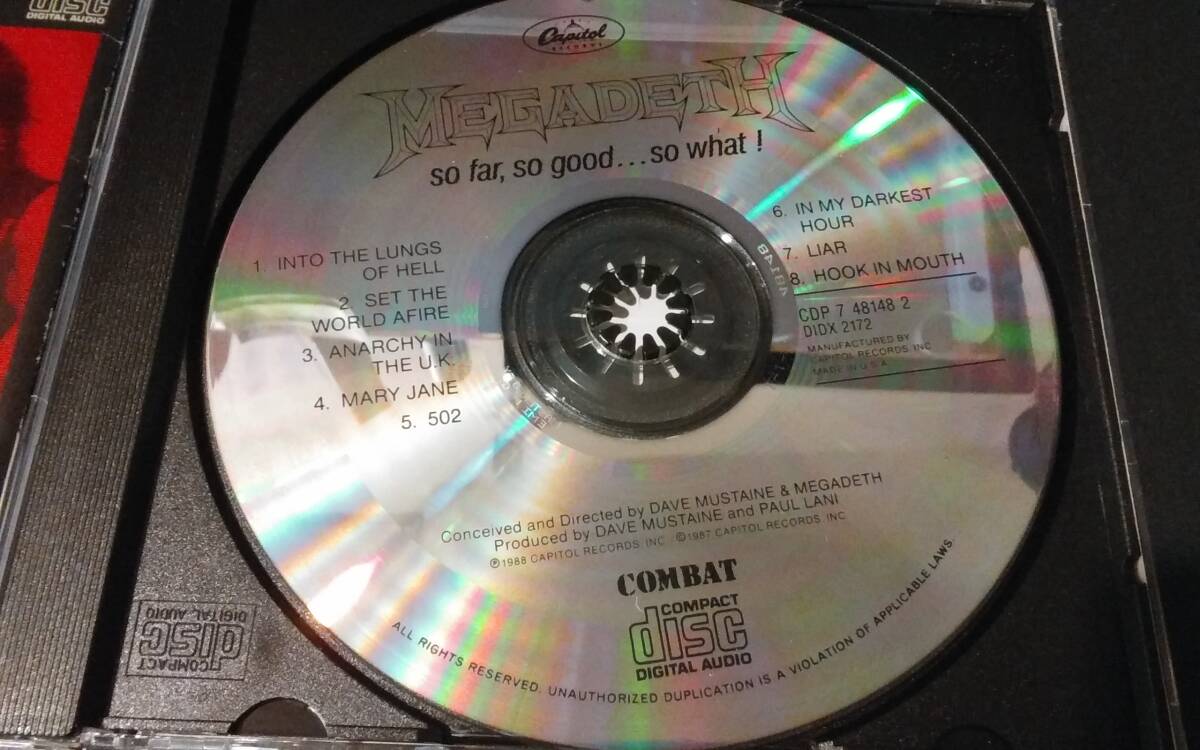 disc
DIGITAL AUDIO
Capitol
RECORDS
MEGADETH
so far, so good...so what !
1. INTO THE LUNGS
OF HELL
2. SET THE
WORLD AFIRE
3. ANARCHY IN
THE U.K.
4. MARY JANE
5. 502
6. IN MY DARKEST
HOUR
7. LIAR
8. HOOK IN MOUTH
CDP 7 48148 2
DIDX 2172
MANUFACTURED BY
CAPITOL RECORDS, INC
MADE IN U.S.A.
Conceived and Directed by DAVE MUSTAINE & MEGADETH
Produced by DAVE MUSTAINE and PAUL LANI
℗1988 CAPITOL RECORDS, INC. ©1987 CAPITOL RECORDS, INC
COMBAT
COMPACT
disc
DIGITAL AUDIO
ALL RIGHTS RESERVED. UNAUTHORIZED DUPLICATION IS A VIOLATION OF APPLICABLE LAWS.
COMPACT
disc
DIGITAL AUDIO